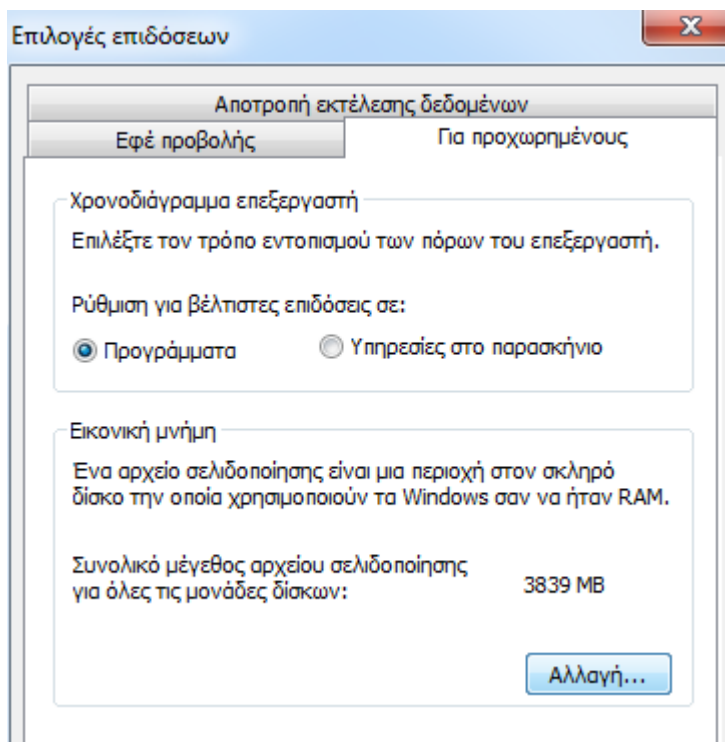 Επιλογές επιδόσεων
Αποτροπή εκτέλεσης δεδομένων
Εφέ προβολής
Για προχωρημένους
Χρονοδιάγραμμα επεξεργαστή
Επιλέξτε τον τρόπο εντοπισμού των πόρων του επεξεργαστή.
Ρύθμιση για βέλτιστες επιδόσεις σε:
Προγράμματα
Υπηρεσίες στο παρασκήνιο
Εικονική μνήμη
Ένα αρχείο σελιδοποίησης είναι μια περιοχή στον σκληρό
δίσκο την οποία χρησιμοποιούν τα Windows σαν να ήταν RAM.
Συνολικό μέγεθος αρχείου σελιδοποίησης
για όλες τις μονάδες δίσκων:
3839 MB
Αλλαγή...